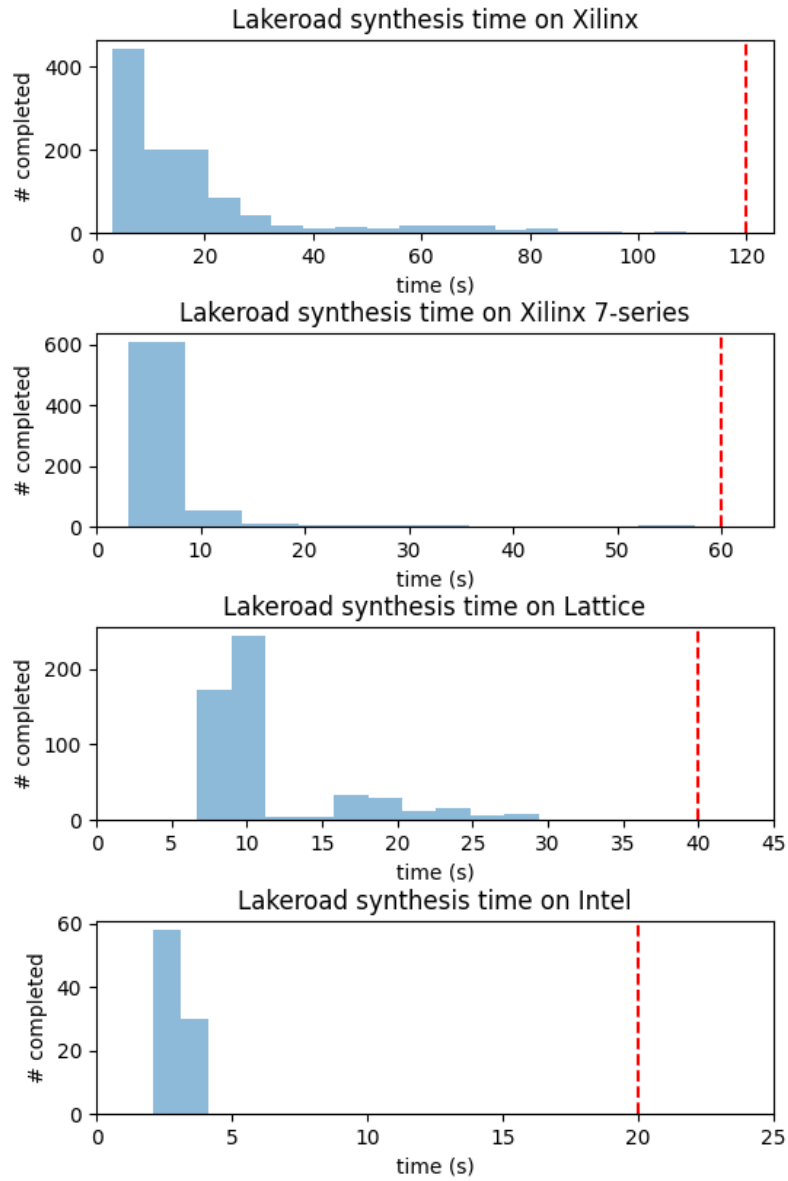 Lakeroad synthesis time on Xilinx
# completed
400
200
0
0 20 40 60 80 100 120
time (s)
Lakeroad synthesis time on Xilinx 7-series
# completed
600
400
200
0
0 10 20 30 40 50 60
time (s)
Lakeroad synthesis time on Lattice
# completed
200
100
0
0 5 10 15 20 25 30 35 40 45
time (s)
Lakeroad synthesis time on Intel
# completed
60
40
20
0
0 5 10 15 20 25
time (s)